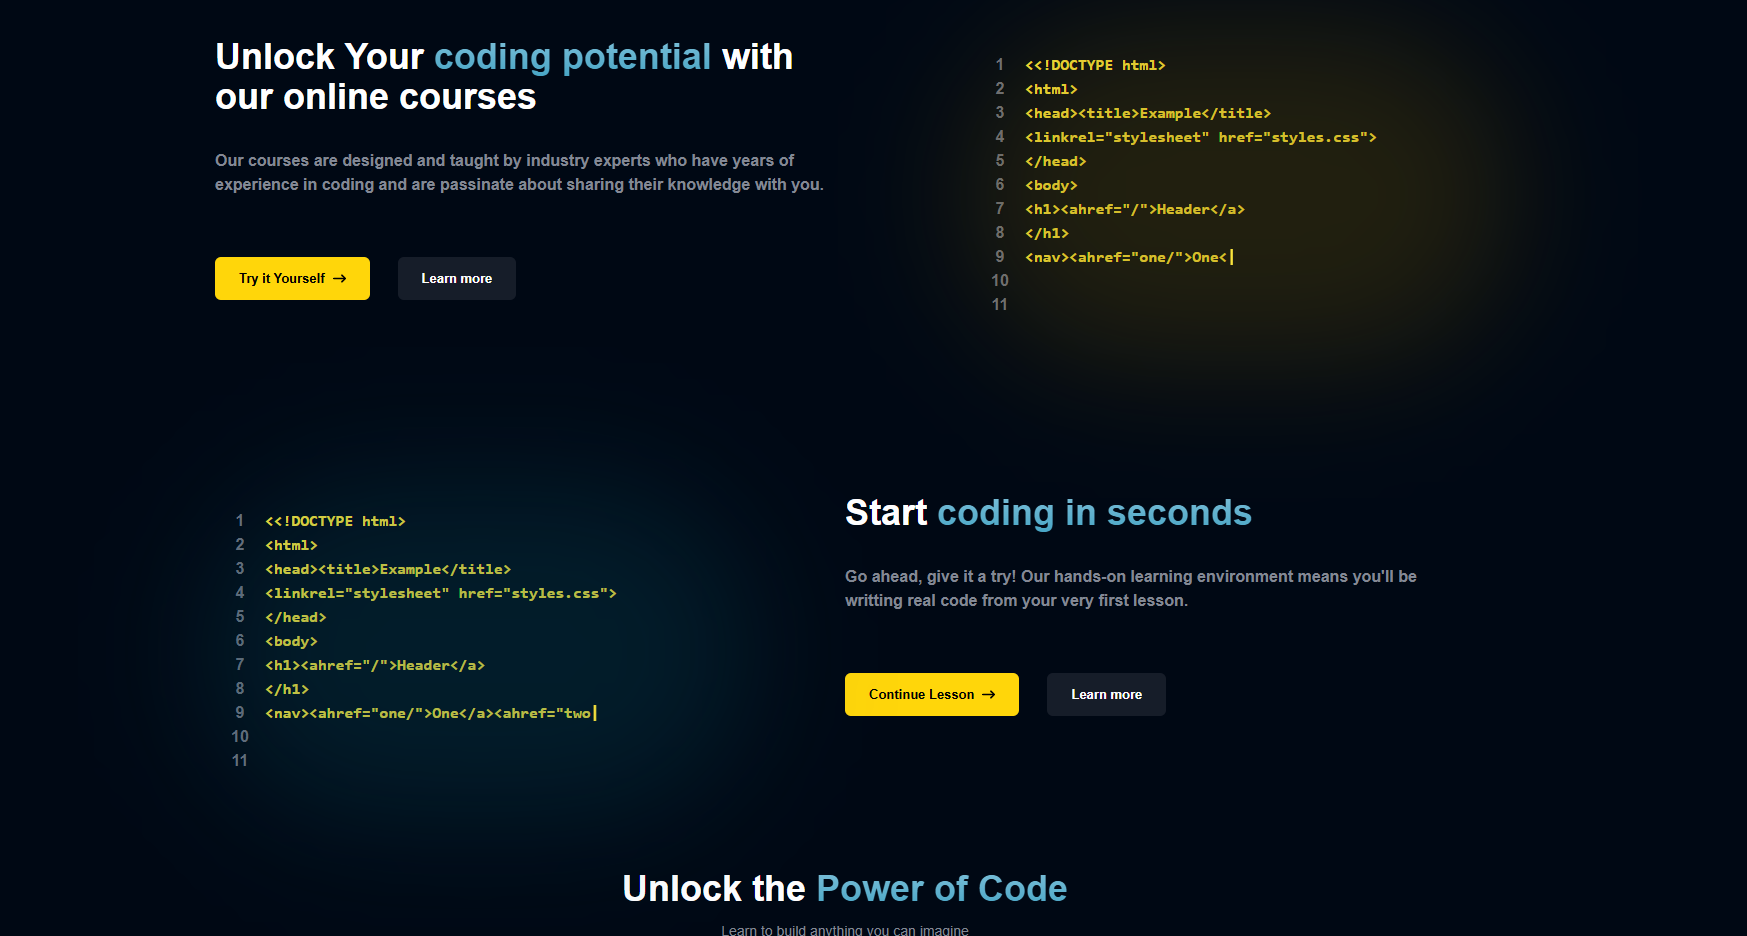 Unlock Your coding potential with
our online courses
Our courses are designed and taught by industry experts who have years of
experience in coding and are passinate about sharing their knowledge with you.
Try it Yourself →
Learn more
1 <<!DOCTYPE html>
2 <html>
3 <head><title>Example</title>
4 <linkrel="stylesheet" href="styles.css">
5 </head>
6 <body>
7 <h1><ahref="/">Header</a>
8 </h1>
9 <nav><ahref="one/">One<|
10
11
1 <<!DOCTYPE html>
2 <html>
3 <head><title>Example</title>
4 <linkrel="stylesheet" href="styles.css">
5 </head>
6 <body>
7 <h1><ahref="/">Header</a>
8 </h1>
9 <nav><ahref="one/">One</a><ahref="two|
10
11
Start coding in seconds
Go ahead, give it a try! Our hands-on learning environment means you'll be
writting real code from your very first lesson.
Continue Lesson →
Learn more
Unlock the Power of Code
Learn to build anything you can imagine